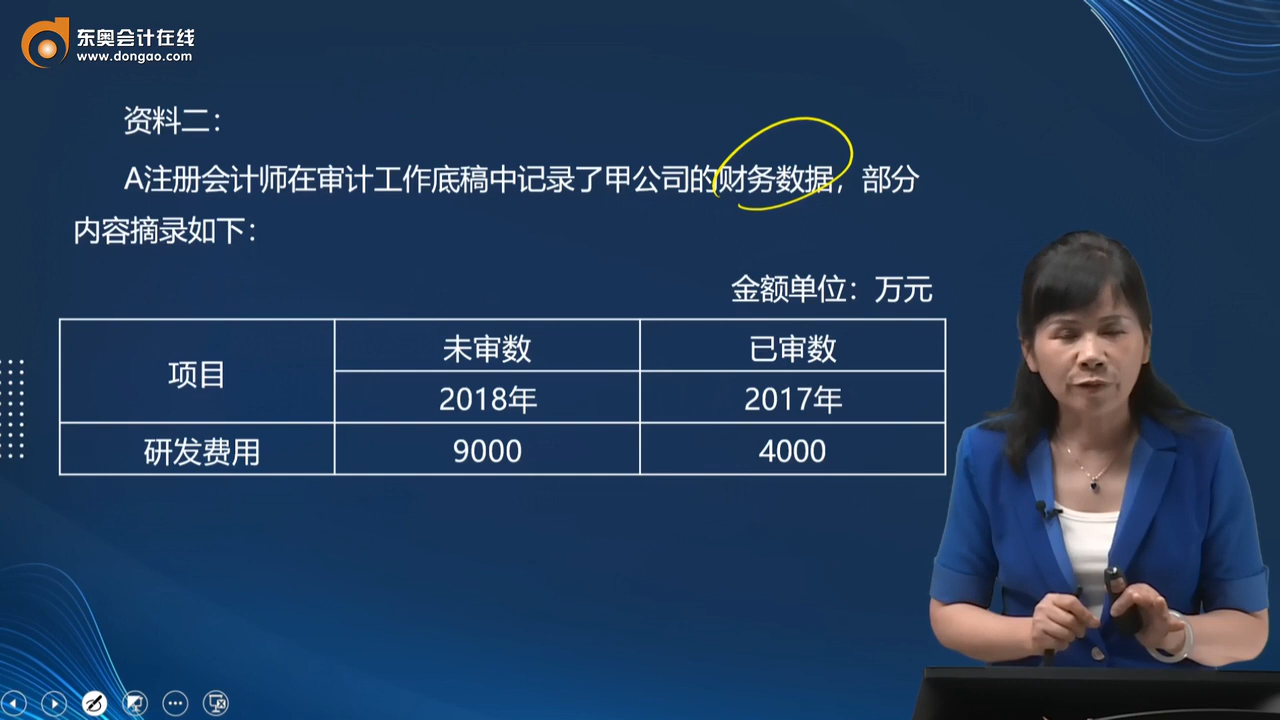 东奥会计在线
www.dongao.com
资料二：
A注册会计师在审计工作底稿中记录了甲公司的财务数据，部分
内容摘录如下：
金额单位：万元
项目 未审数 已审数
2018年 2017年
研发费用 9000 4000